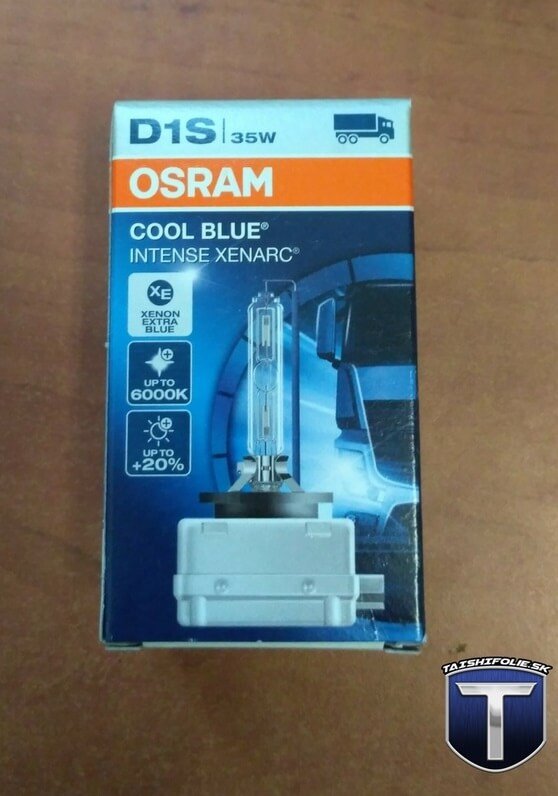 D1S | 35W
OSRAM
COOL BLUE®
INTENSE XENARC®
XE
XENON
EXTRA
BLUE
UP TO
6000K
UP TO
+20%
TAISHIFOLIE.SK
T